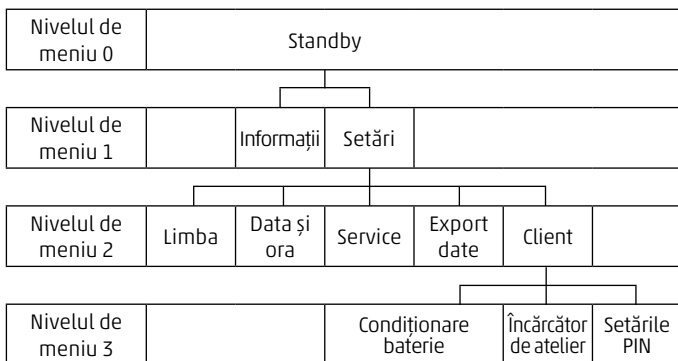 Nivelul de
meniu 0
Standby
Nivelul de
meniu 1
Informații
Setări
Nivelul de
meniu 2
Limba
Data și
ora
Service
Export
date
Client
Nivelul de
meniu 3
Condiționare
baterie
Încărcător
de atelier
Setările
PIN